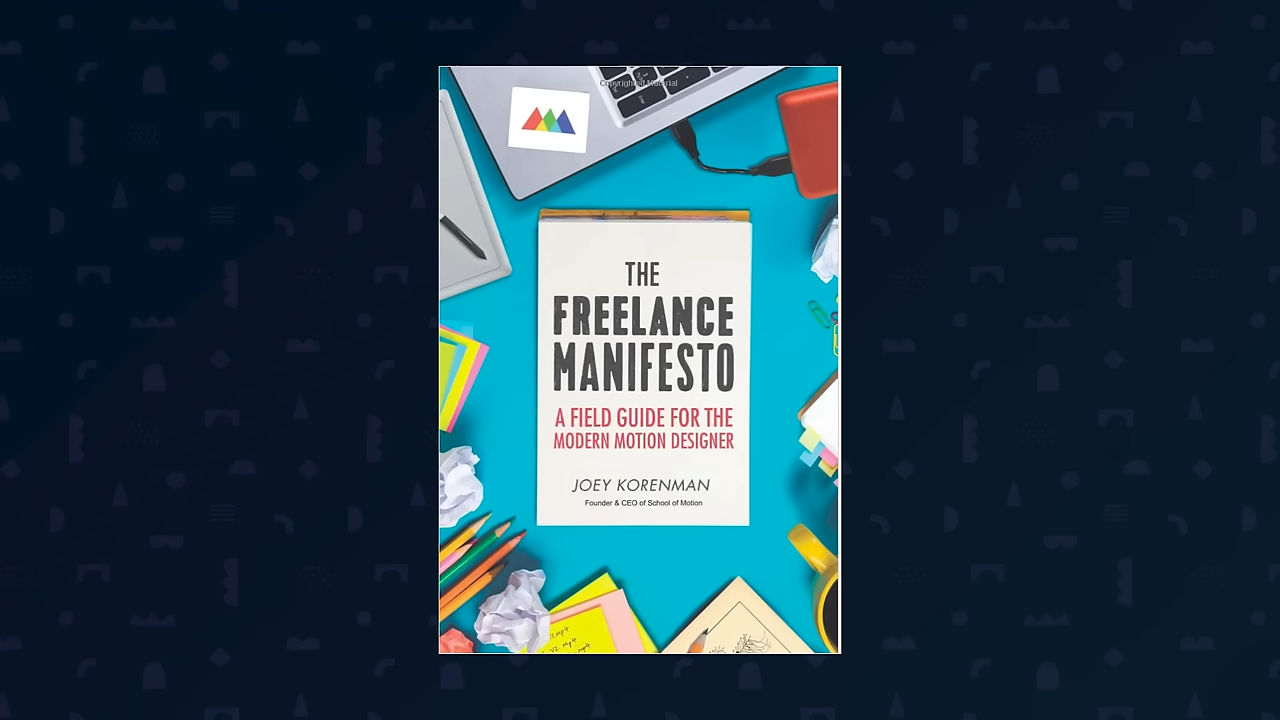 Copyrighted Material
THE
FREELANCE
MANIFESTO
A FIELD GUIDE FOR THE
MODERN MOTION DESIGNER
JOEY KORENMAN
Founder & CEO of School of Motion